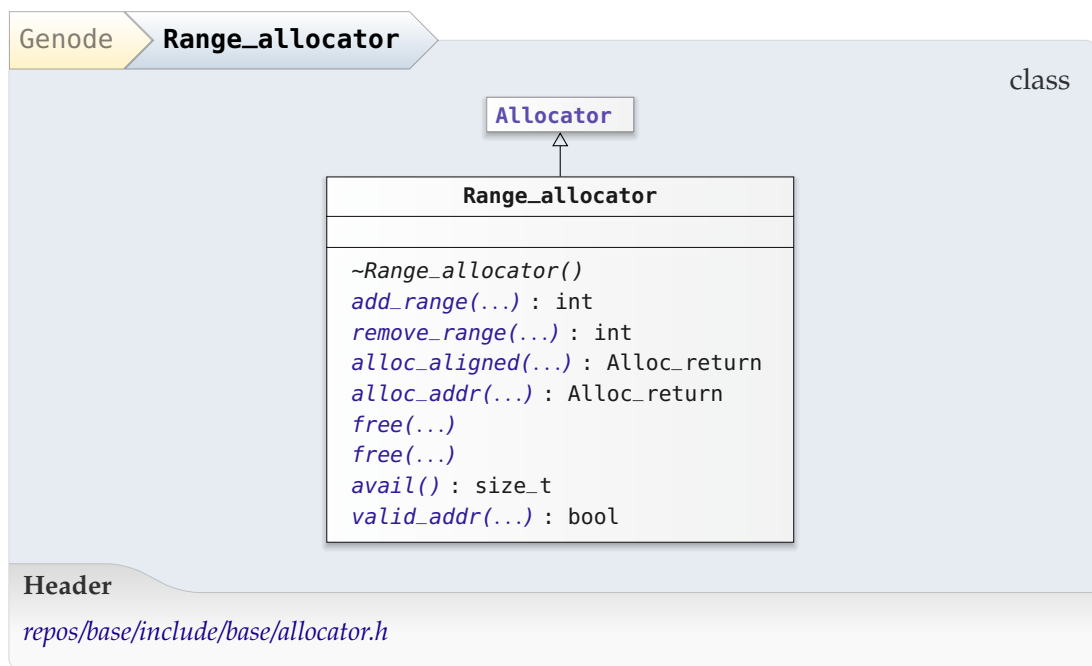 Genode Range_allocator
class
Allocator
Range_allocator
~Range_allocator()
add_range(...) : int
remove_range(...) : int
alloc_aligned(...) : Alloc_return
alloc_addr(...) : Alloc_return
free(...)
free(...)
avail() : size_t
valid_addr(...) : bool
Header
repos/base/include/base/allocator.h